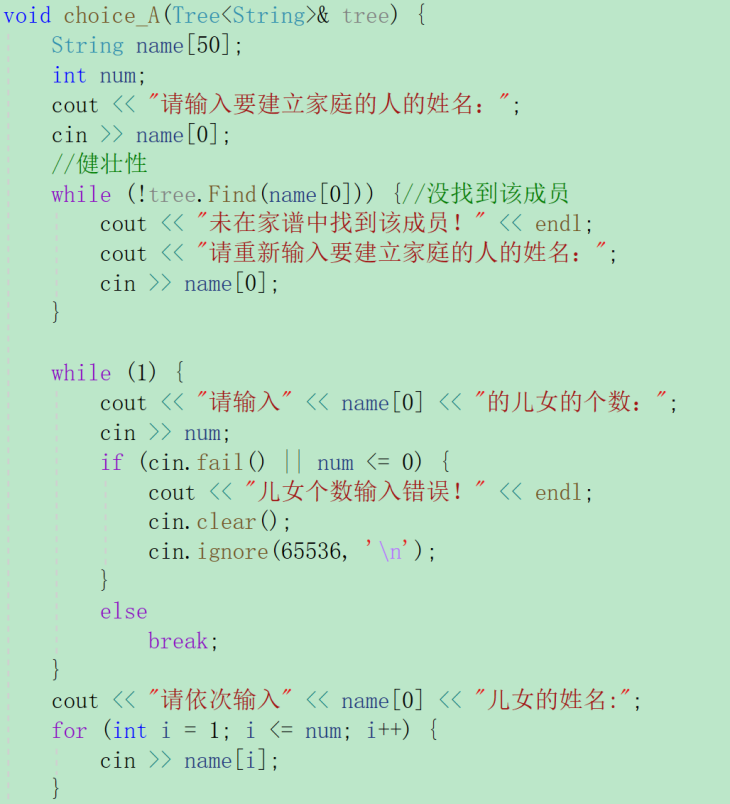 void choice_A(Tree<String>& tree) {
    String name[50];
    int num;
    cout << "请输入要建立家庭的人的姓名：";
    cin >> name[0];
    //健壮性
    while (!tree.Find(name[0])) {//没找到该成员
        cout << "未在家谱中找到该成员！" << endl;
        cout << "请重新输入要建立家庭的人的姓名：";
        cin >> name[0];
    }

    while (1) {
        cout << "请输入" << name[0] << "的儿女的个数：";
        cin >> num;
        if (cin.fail() || num <= 0) {
            cout << "儿女个数输入错误！" << endl;
            cin.clear();
            cin.ignore(65536, '\n');
        }
        else
            break;
    }
    cout << "请依次输入" << name[0] << "儿女的姓名:";
    for (int i = 1; i <= num; i++) {
        cin >> name[i];
    }